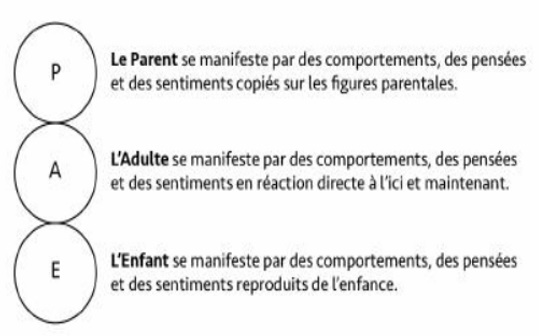 P
Le Parent se manifeste par des comportements, des pensées
et des sentiments copiés sur les figures parentales.
A
L'Adulte se manifeste par des comportements, des pensées
et des sentiments en réaction directe à l'ici et maintenant.
E
L'Enfant se manifeste par des comportements, des pensées
et des sentiments reproduits de l'enfance.